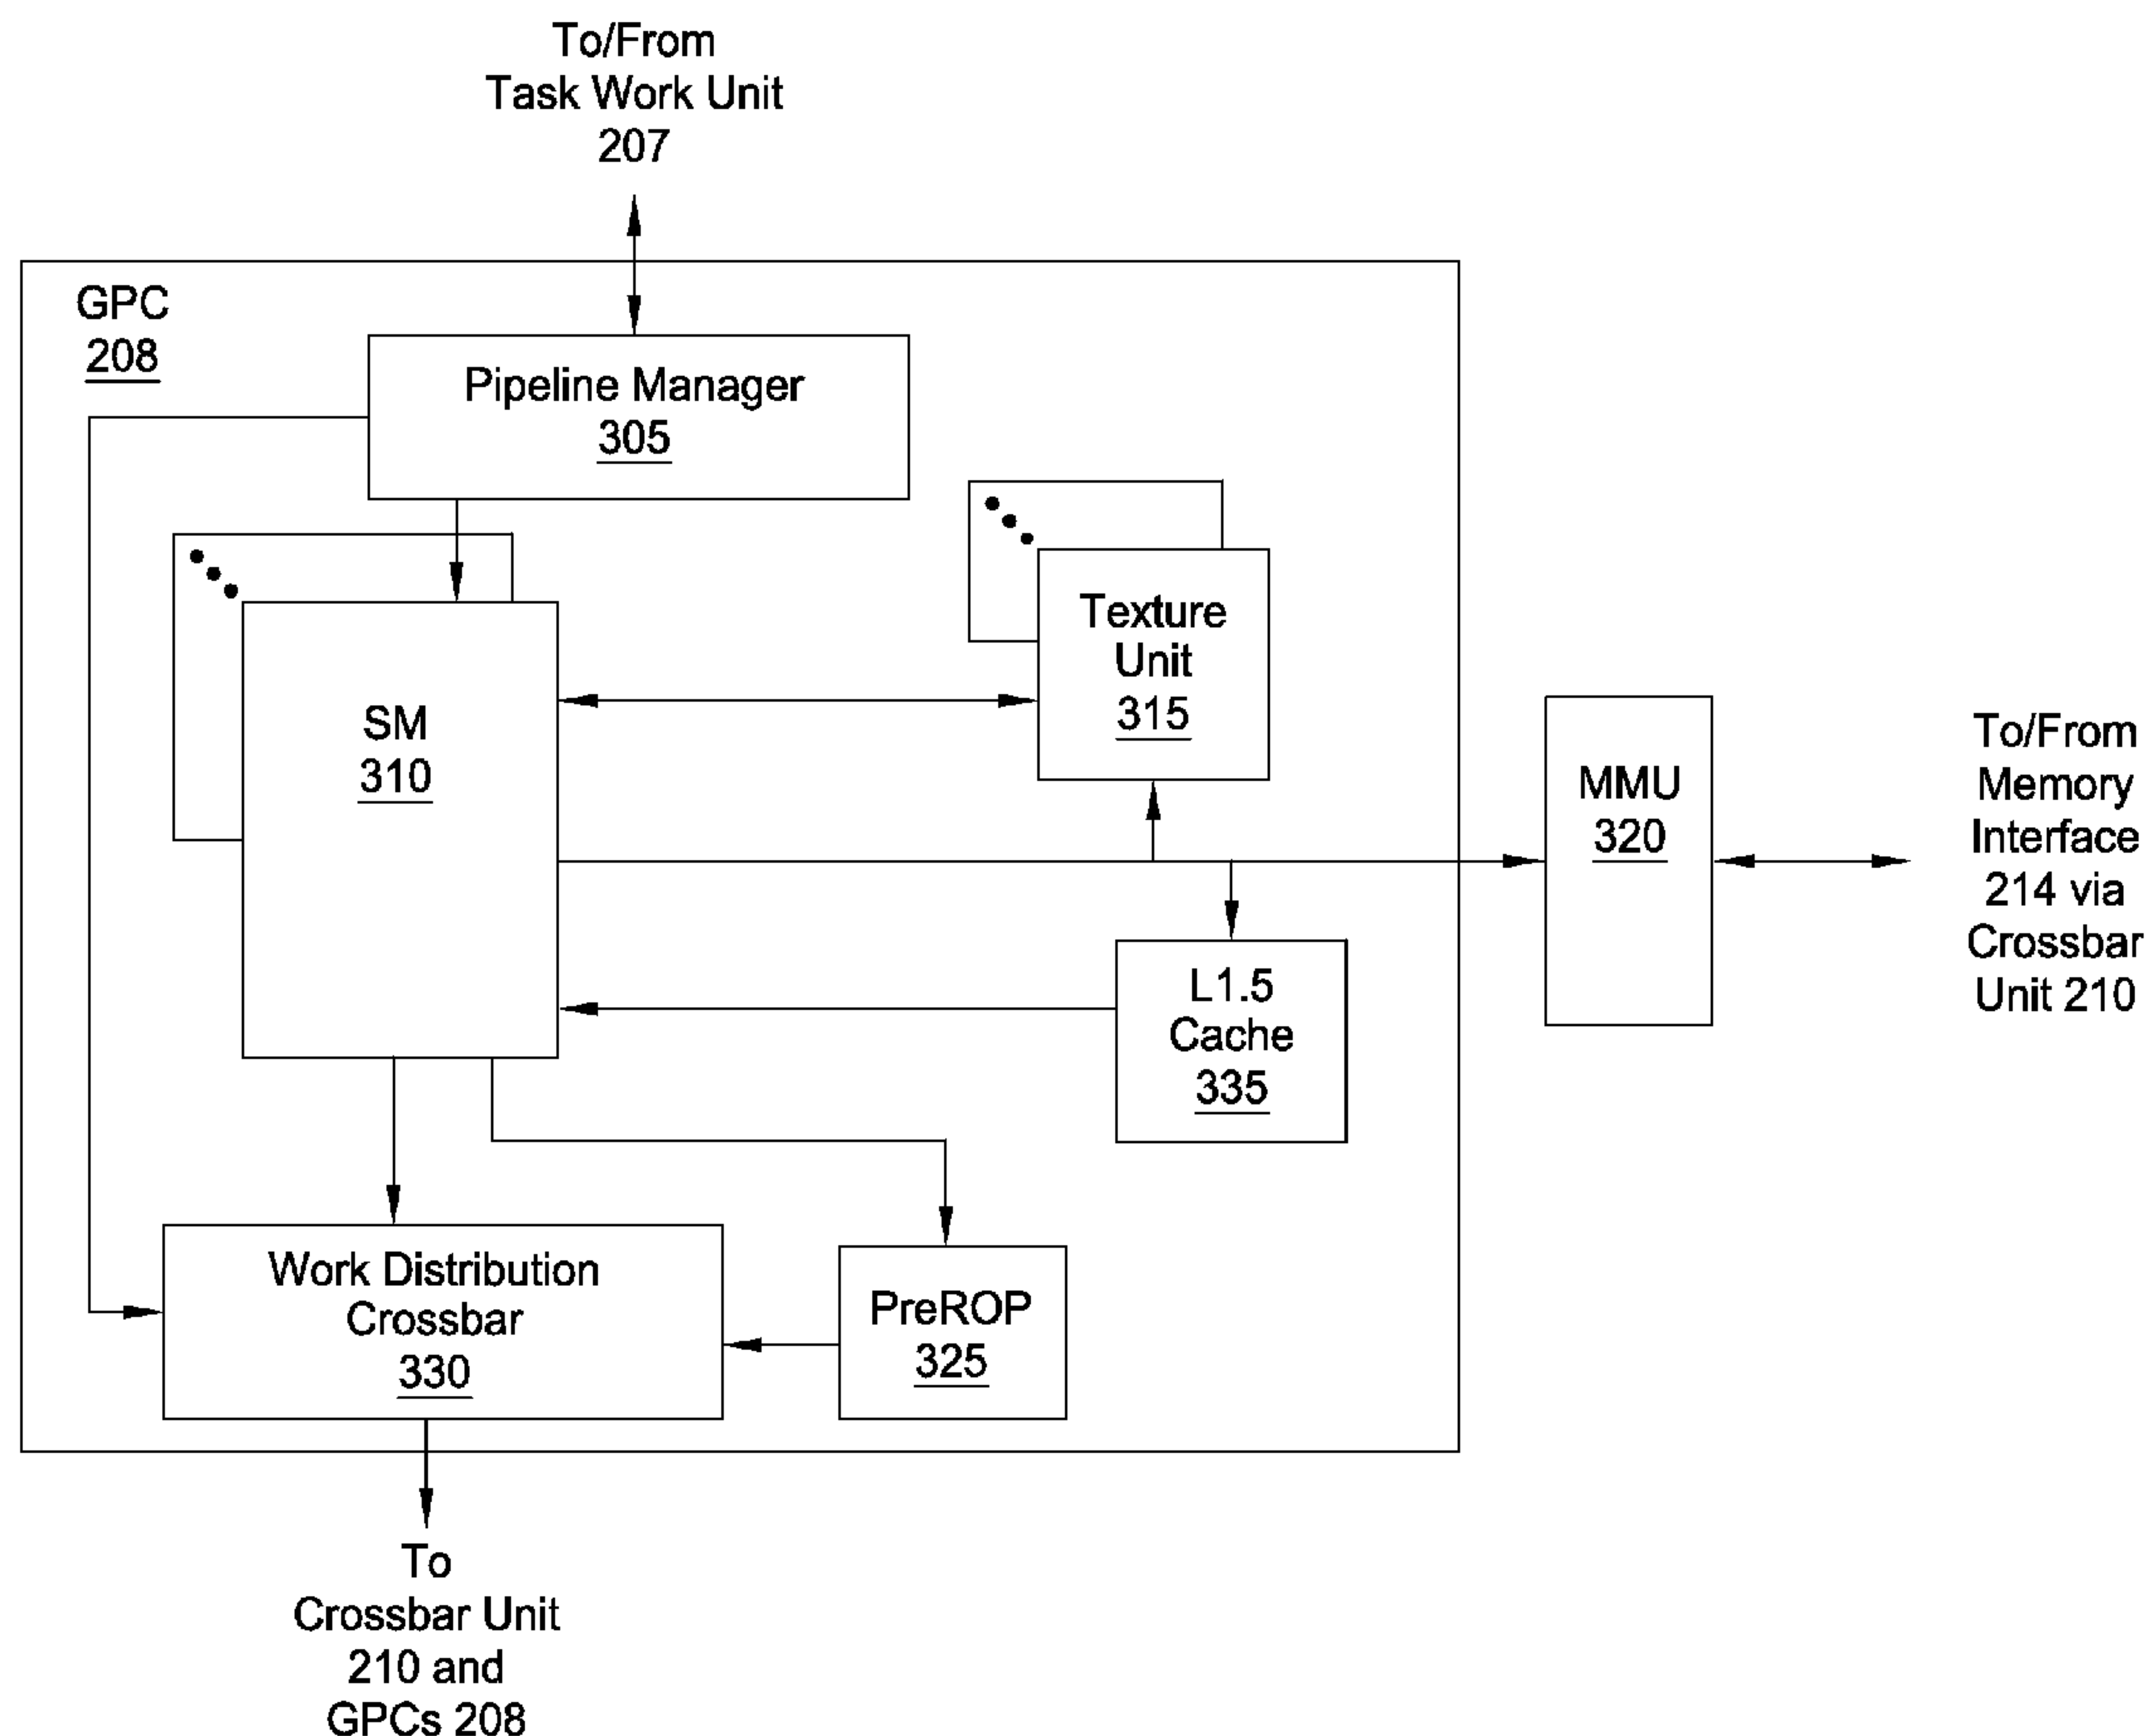 To/From
Task Work Unit
207
GPC
208
Pipeline Manager
305
Texture
Unit
315
SM
310
MMU
320
To/From
Memory
Interface
214 via
Crossbar
Unit 210
L1.5
Cache
335
Work Distribution
Crossbar
330
PreROP
325
To
Crossbar Unit
210 and
GPCs 208